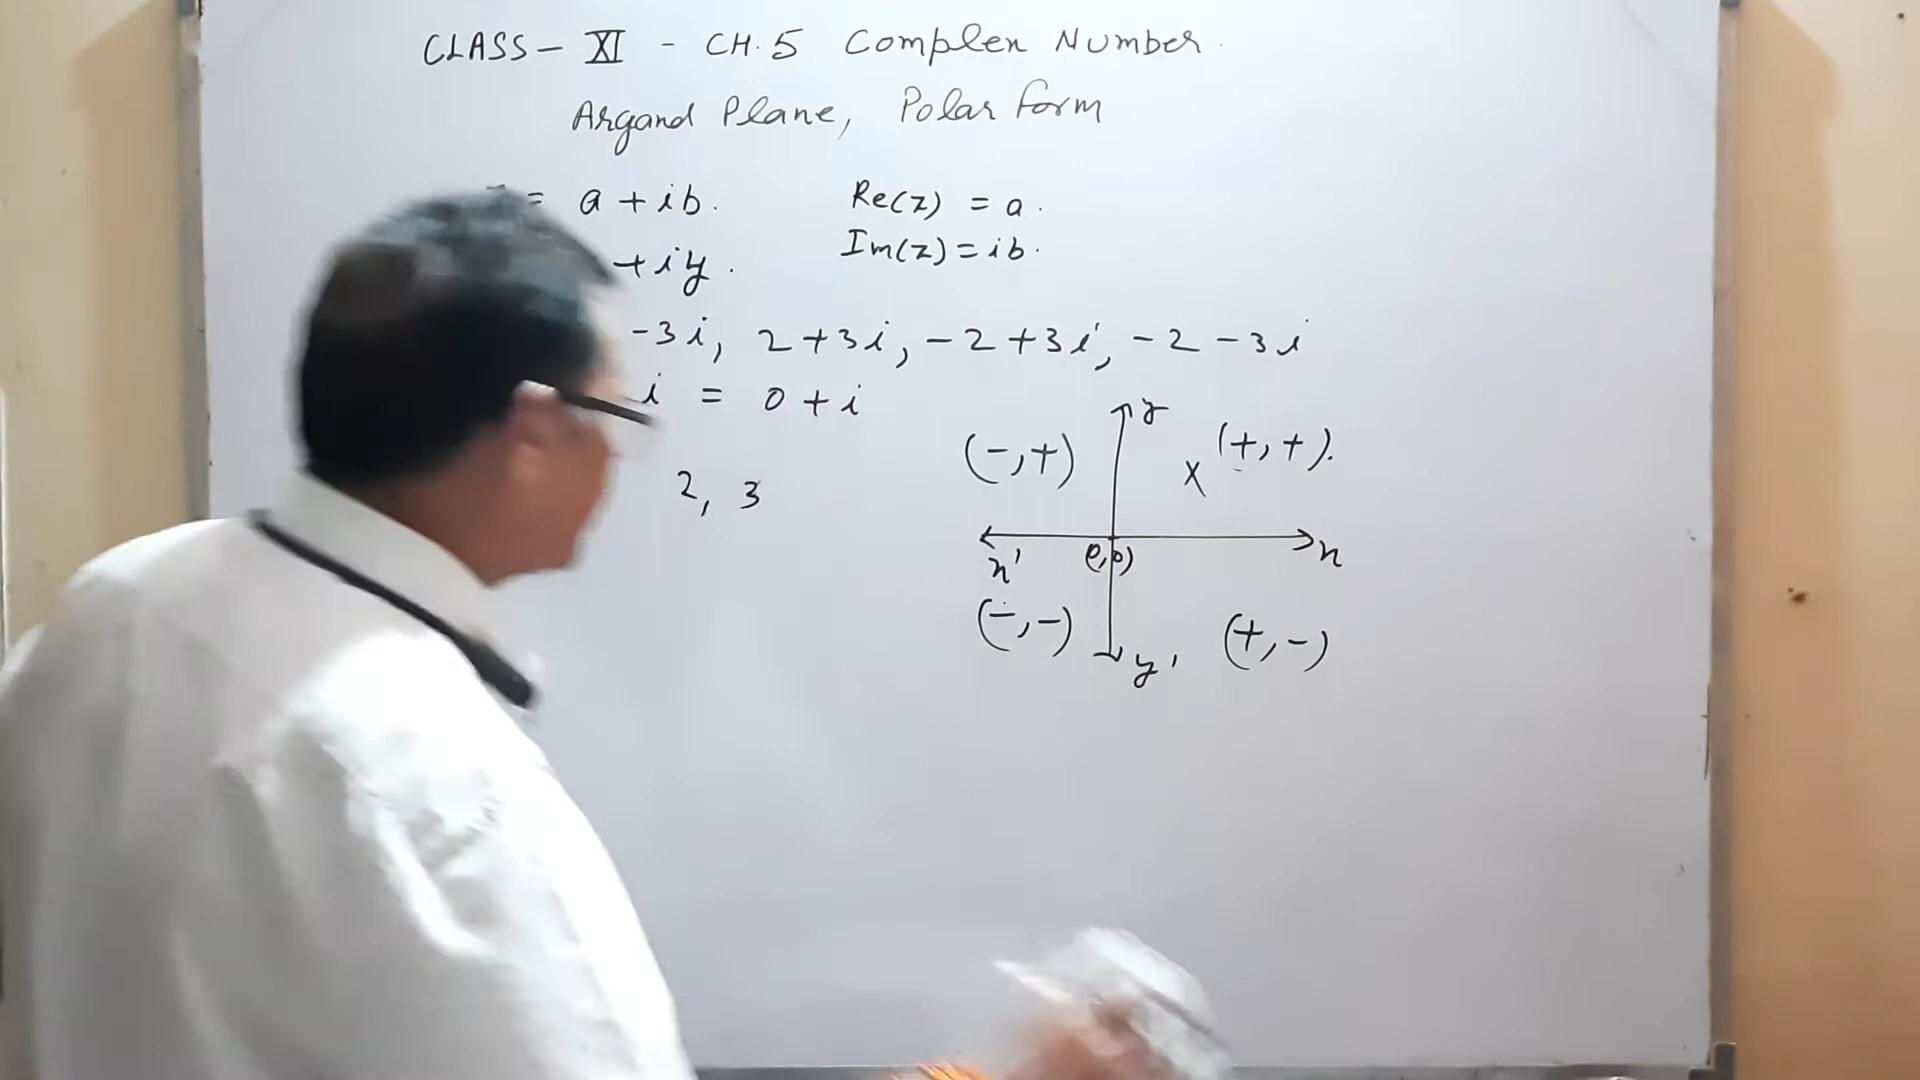 CLASS - XI - CH.5 Complex Number.
Argand Plane, Polar form
= a + ib.
Re(z) = a.
+ iy.
Im(z) = ib.
-3i, 2+3i, -2+3i, -2-3i
i = 0 + i
2, 3
y
(-,+)
x (+,+).
x' (0,0) x
(-,-)
y' (+,-)